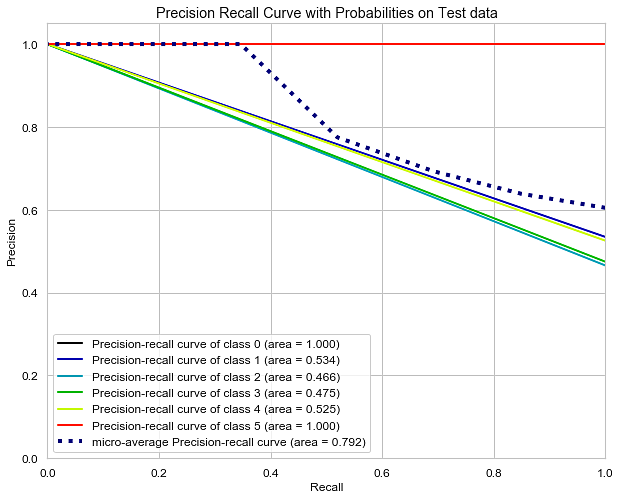 Precision Recall Curve with Probabilities on Test data
1.0
0.8
0.6
0.4
0.2
0.0
Precision
Precision-recall curve of class 0 (area = 1.000)
Precision-recall curve of class 1 (area = 0.534)
Precision-recall curve of class 2 (area = 0.466)
Precision-recall curve of class 3 (area = 0.475)
Precision-recall curve of class 4 (area = 0.525)
Precision-recall curve of class 5 (area = 1.000)
micro-average Precision-recall curve (area = 0.792)
0.0 0.2 0.4 0.6 0.8 1.0
Recall